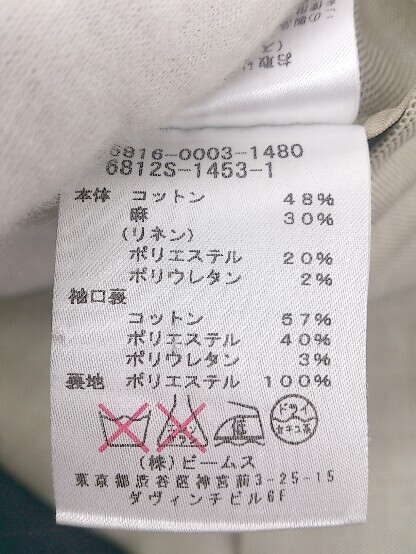 6816-0003-1480
6812S-1453-1
本体 コットン 48%
麻 30%
(リネン)
ポリエステル 20%
ポリウレタン 2%
袖口裏
コットン 57%
ポリエステル 40%
ポリウレタン 3%
裏地 ポリエステル 100%
低 ドライ セキユ系
(株)ビームス
東京都渋谷区神宮前3-25-15
ダヴィンチビル6F